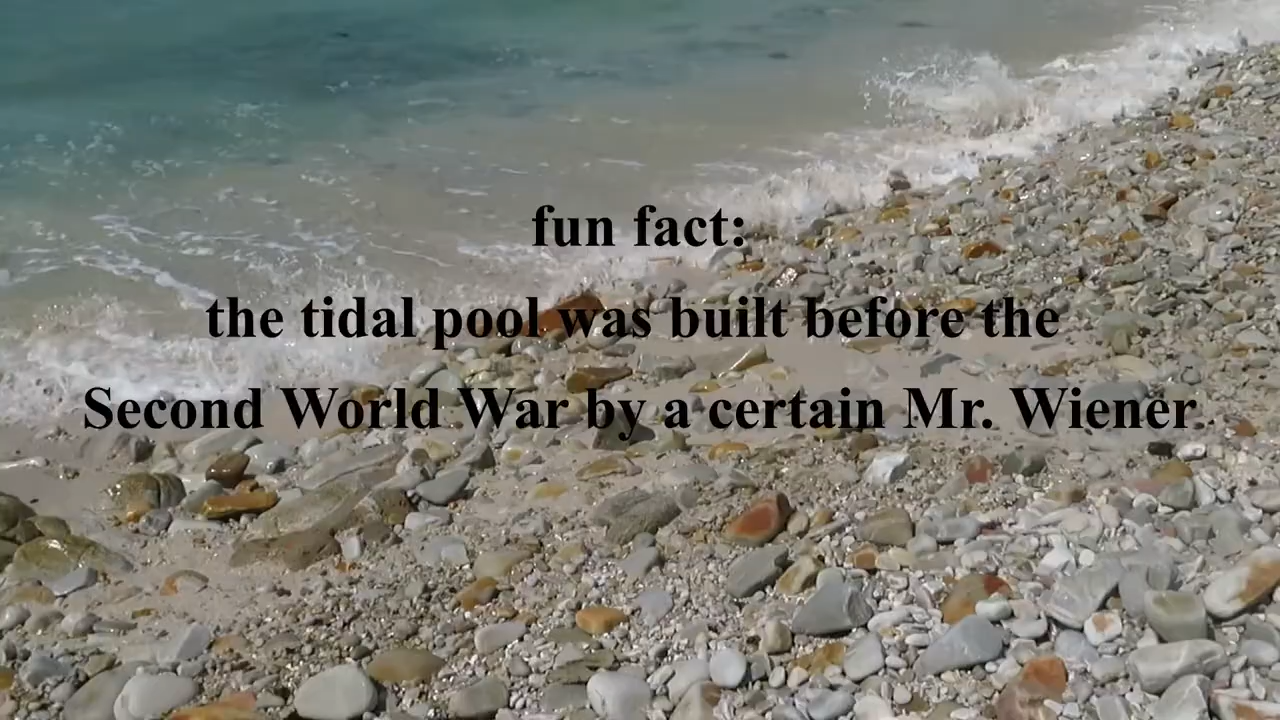 fun fact:
the tidal pool was built before the
Second World War by a certain Mr. Wiener